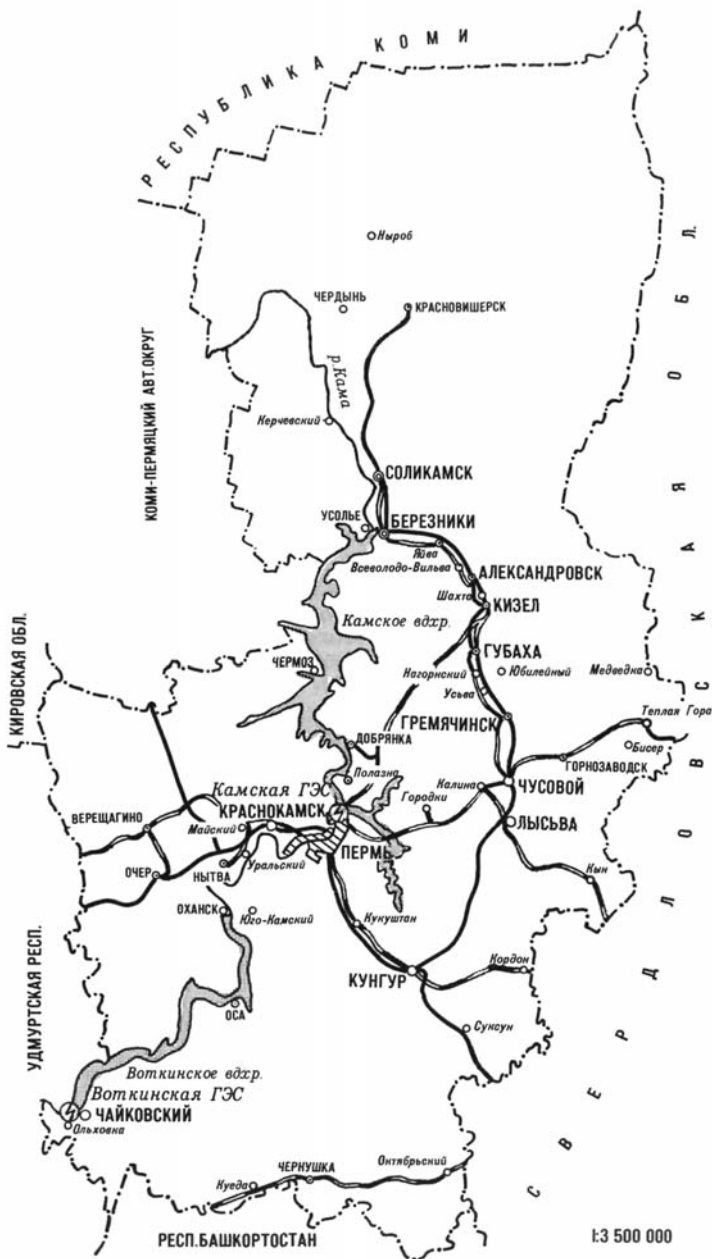 РЕСПУБЛИКА КОМИ
Ныроб
ЧЕРДЫНЬ
КРАСНОВИШЕРСК
р.Кама
КОМИ-ПЕРМЯЦКИЙ АВТ.ОКРУГ
Керчевский
СОЛИКАМСК
УСОЛЬЕ
БЕРЕЗНИКИ
Яйва
Всеволодо-Вильва
АЛЕКСАНДРОВСК
Шахта
КИЗЕЛ
Камское вдхр.
ГУБАХА
ЧЕРМОЗ
Нагорнский
Юбилейный
Медведка
Усьва
КИРОВСКАЯ ОБЛ.
ГРЕМЯЧИНСК
Теплая Гора
ДОБРЯНКА
Бисер
Полазна
ГОРНОЗАВОДСК
Камская ГЭС
Калина
ЧУСОВОЙ
Городки
КРАСНОКАМСК
ВЕРЕЩАГИНО
Майский
ЛЫСЬВА
ПЕРМЬ
Уральский
ОЧЕР
НЫТВА
Кын
ОХАНСК
Юго-Камский
Кукуштан
УДМУРТСКАЯ РЕСП.
КУНГУР
Кордон
ОСА
Суксун
Воткинское вдхр.
Воткинская ГЭС
ЧАЙКОВСКИЙ
Ольховка
СВЕРДЛОВСКАЯ ОБЛ.
Октябрьский
ЧЕРНУШКА
Куеда
РЕСП.БАШКОРТОСТАН
1:3 500 000